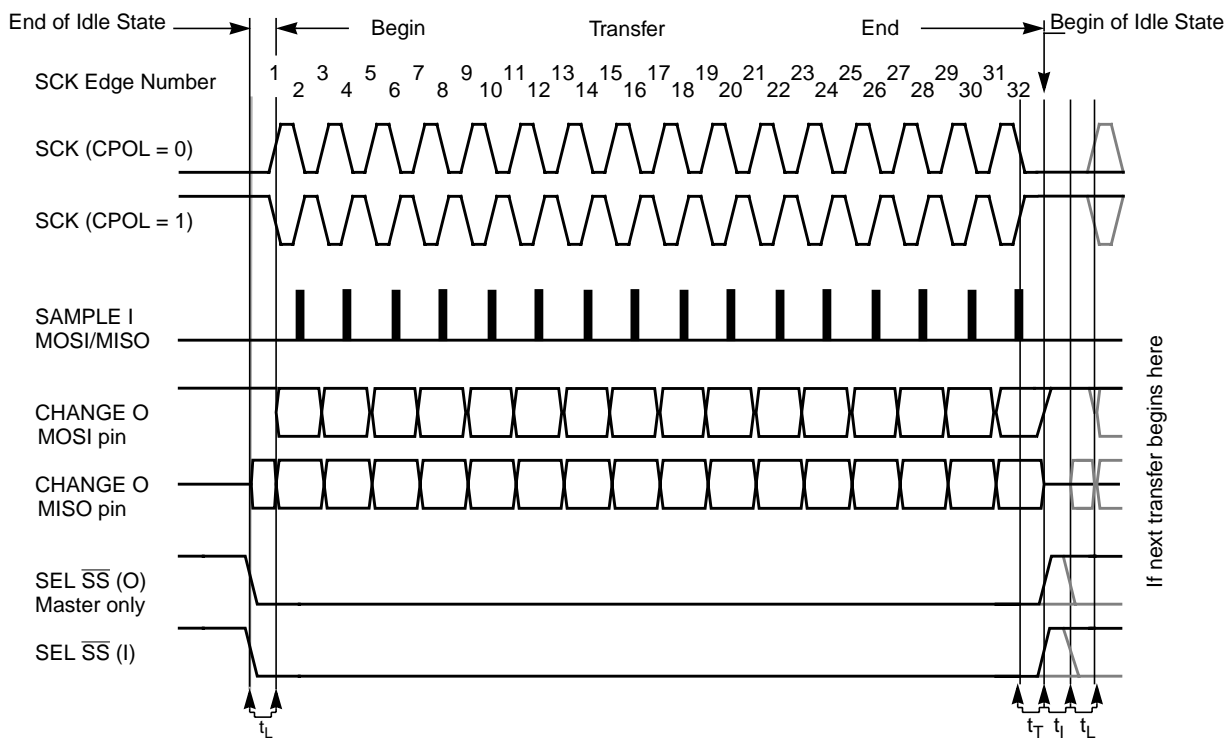 End of Idle State
Begin
Transfer
End
Begin of Idle State
SCK Edge Number
1 3 5 7 9 11 13 15 17 19 21 23 25 27 29 31
2 4 6 8 10 12 14 16 18 20 22 24 26 28 30 32
SCK (CPOL = 0)
SCK (CPOL = 1)
SAMPLE I
MOSI/MISO
CHANGE O
MOSI pin
CHANGE O
MISO pin
SEL S̅S̅ (O)
Master only
SEL S̅S̅ (I)
If next transfer begins here
tL
tT tI tL